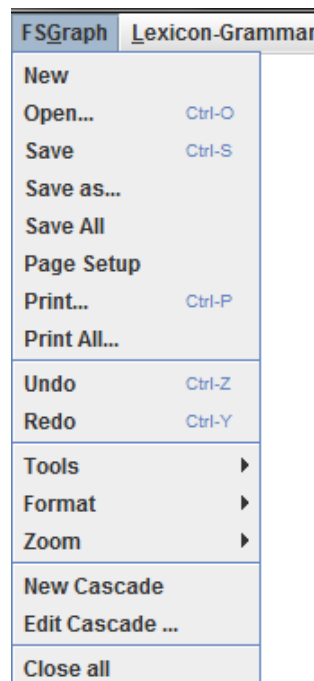 FSGraph Lexicon-Grammar
New
Open... Ctrl-O
Save Ctrl-S
Save as...
Save All
Page Setup
Print... Ctrl-P
Print All...
Undo Ctrl-Z
Redo Ctrl-Y
Tools
Format
Zoom
New Cascade
Edit Cascade ...
Close all